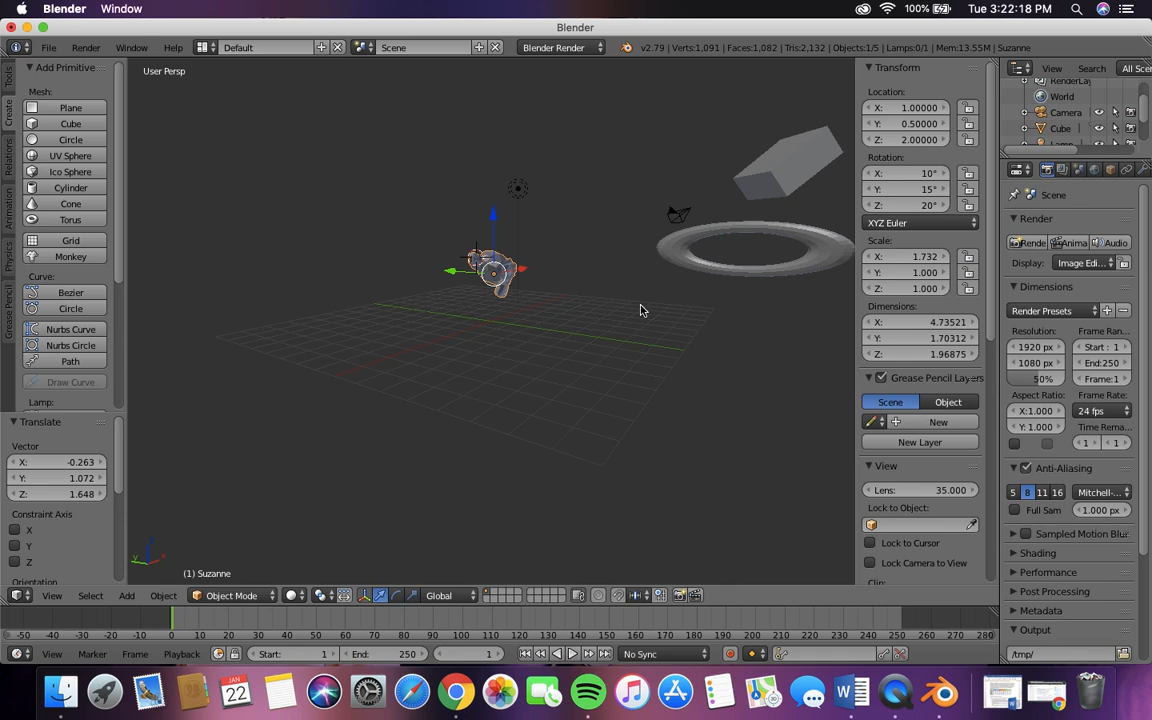 Blender Window 100% Tue 3:22:18 PM
Blender
File Render Window Help Default Scene Blender Render v2.79 | Verts:1,091 | Faces:1,082 | Tris:2,132 | Objects:1/5 | Lamps:0/1 | Mem:13.55M | Suzanne
Tools
Create
Relations
Animation
Physics
Grease Pencil
Add Primitive
Mesh:
Plane
Cube
Circle
UV Sphere
Ico Sphere
Cylinder
Cone
Torus
Grid
Monkey
Curve:
Bezier
Circle
Nurbs Curve
Nurbs Circle
Path
Draw Curve
Lamp:
Translate
Vector
X: -0.263
Y: 1.072
Z: 1.648
Constraint Axis
X
Y
Z
Orientation
User Persp
(1) Suzanne
Transform
Location:
X: 1.00000
Y: 0.50000
Z: 2.00000
Rotation:
X: 10°
Y: 15°
Z: 20°
XYZ Euler
Scale:
X: 1.732
Y: 1.000
Z: 1.000
Dimensions:
X: 4.73521
Y: 1.70312
Z: 1.96875
Grease Pencil Layers
Scene Object
New
New Layer
View
Lens: 35.000
Lock to Object:
Lock to Cursor
Lock Camera to View
Clip:
View Search All Sce
RenderLay
World
Camera
Cube
Lamp
Scene
Render
Rende Anima Audio
Display: Image Edi...
Dimensions
Render Presets
Resolution: Frame Ran...
1920 px Start : 1
1080 px End:250
50% Frame:1
Aspect Ratio: Frame Rate:
X:1.000 24 fps
Y: 1.000 Time Rema...
1 1
Anti-Aliasing
5 8 11 16 Mitchell-...
Full Sam 1.000 px
Sampled Motion Blu
Shading
Performance
Post Processing
Metadata
Output
/tmp/
View Select Add Object Object Mode Global
-50 -40 -30 -20 -10 0 10 20 30 40 50 60 70 80 90 100 110 120 130 140 150 160 170 180 190 200 210 220 230 240 250 260 270 280
View Marker Frame Playback Start: 1 End: 250 1 No Sync
JAN
22